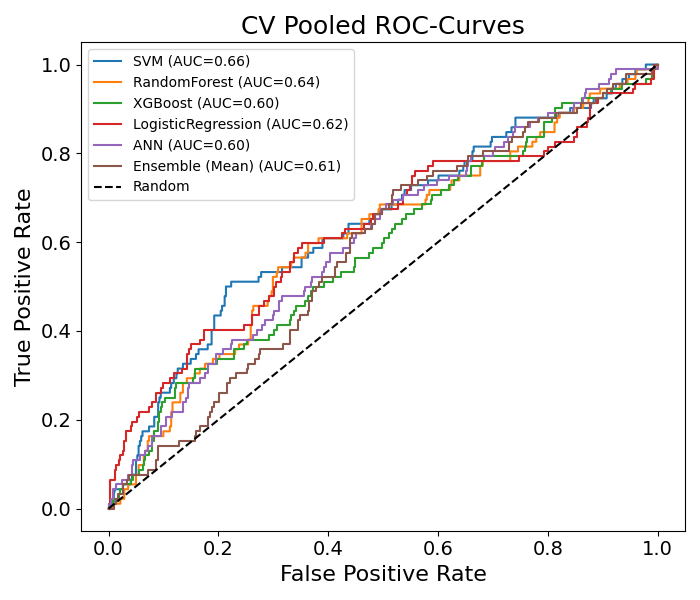 CV Pooled ROC-Curves
True Positive Rate
1.0
0.8
0.6
0.4
0.2
0.0
SVM (AUC=0.66)
RandomForest (AUC=0.64)
XGBoost (AUC=0.60)
LogisticRegression (AUC=0.62)
ANN (AUC=0.60)
Ensemble (Mean) (AUC=0.61)
Random
0.0 0.2 0.4 0.6 0.8 1.0
False Positive Rate